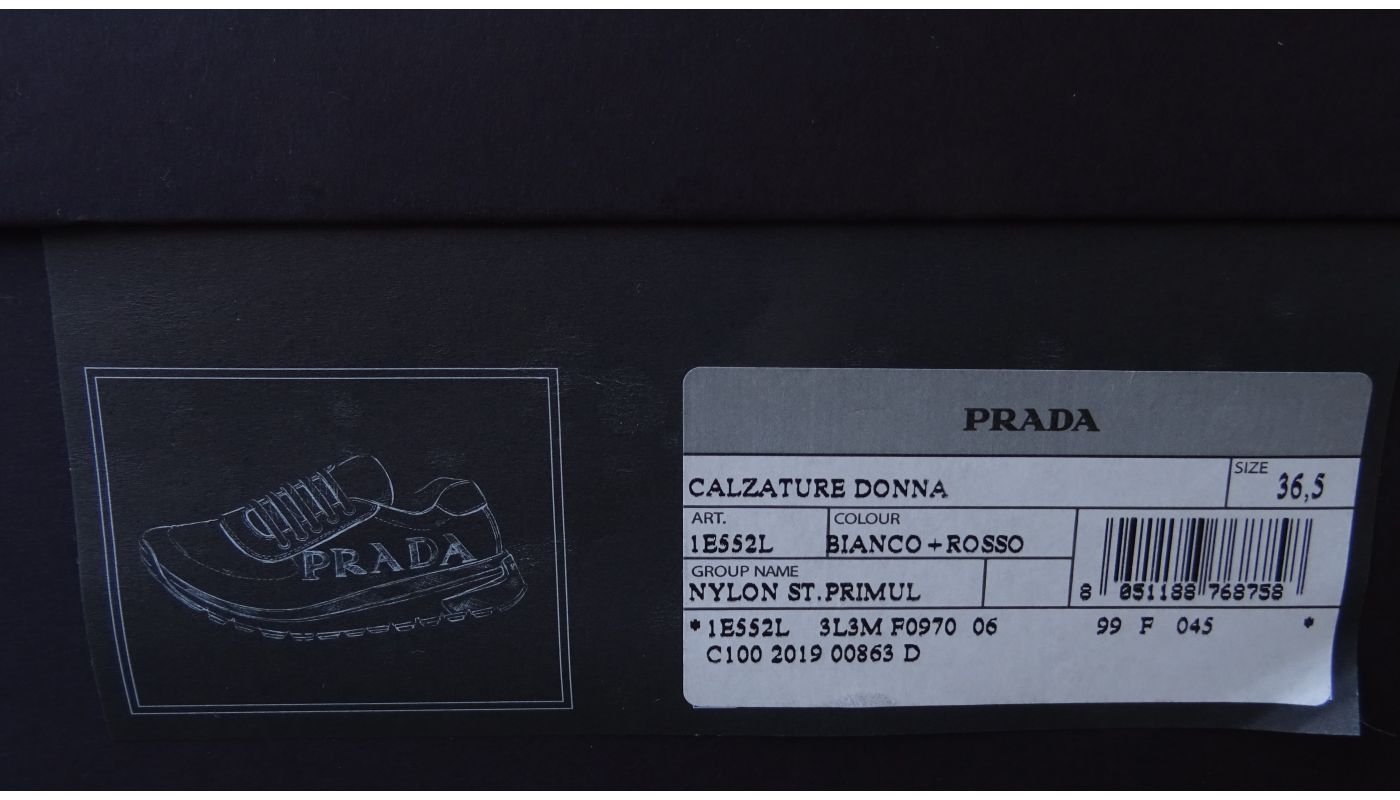 PRADA
PRADA
CALZATURE DONNA
SIZE
36,5
ART.
1E552L
COLOUR
BIANCO+ROSSO
GROUP NAME
NYLON ST.PRIMUL
8 051188 768758
*1E552L 3L3M F0970 06 99 F 045 *
C100 2019 00863 D